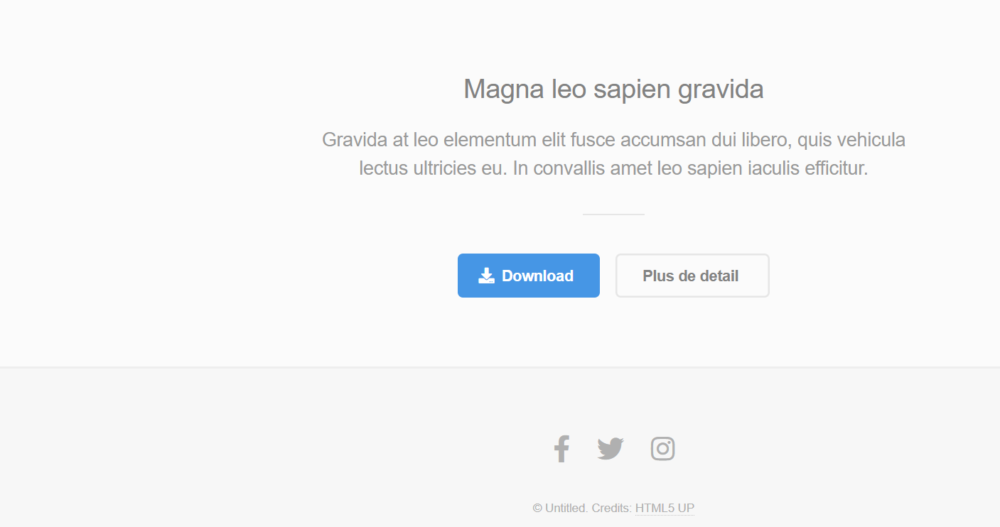 Magna leo sapien gravida
Gravida at leo elementum elit fusce accumsan dui libero, quis vehicula
lectus ultricies eu. In convallis amet leo sapien iaculis efficitur.
Download
Plus de detail
© Untitled. Credits: HTML5 UP